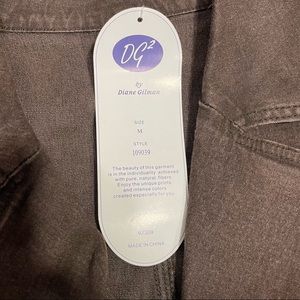 DG²
by
Diane Gilman
SIZE
M
STYLE
109039
The beauty of this garment
is in the individuality achieved
with pure, natural fibers.
Enjoy the unique prints
and intense colors
created especially for you.
MADE IN CHINA